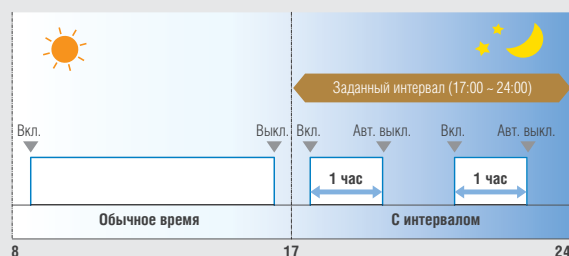 Заданный интервал (17:00 ~ 24:00)
Вкл. Выкл. Вкл. Авт. выкл. Вкл. Авт. выкл.
1 час 1 час
Обычное время С интервалом
8 17 24